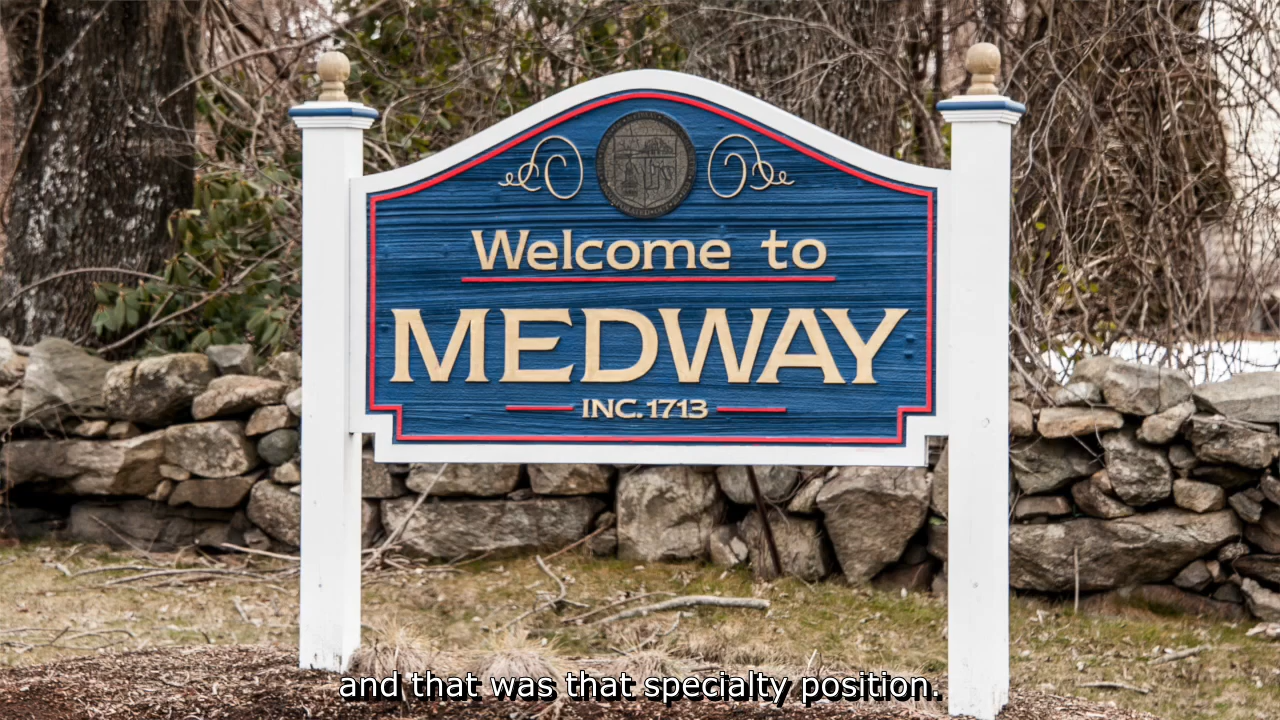 Welcome to
MEDWAY
INC. 1713
and that was that specialty position.